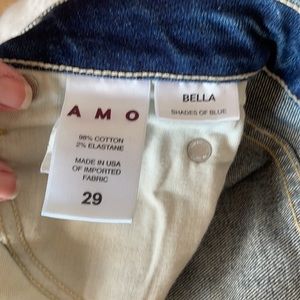 AMO
98% COTTON
2% ELASTANE
MADE IN USA
OF IMPORTED
FABRIC
29
BELLA
SHADES OF BLUE